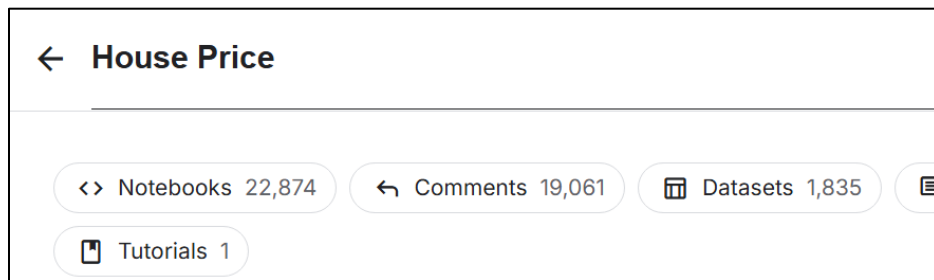 House Price
Notebooks 22,874 Comments 19,061 Datasets 1,835
Tutorials 1